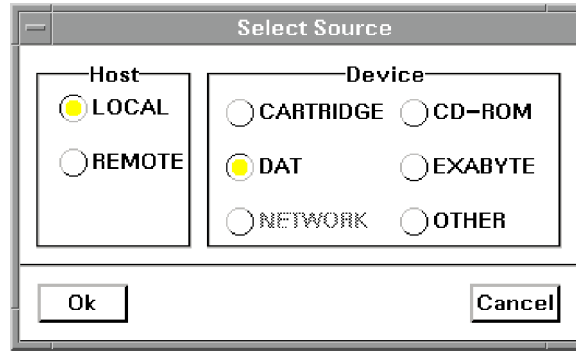 Select Source
Host
LOCAL
REMOTE
Device
CARTRIDGE
CD-ROM
DAT
EXABYTE
NETWORK
OTHER
Ok
Cancel